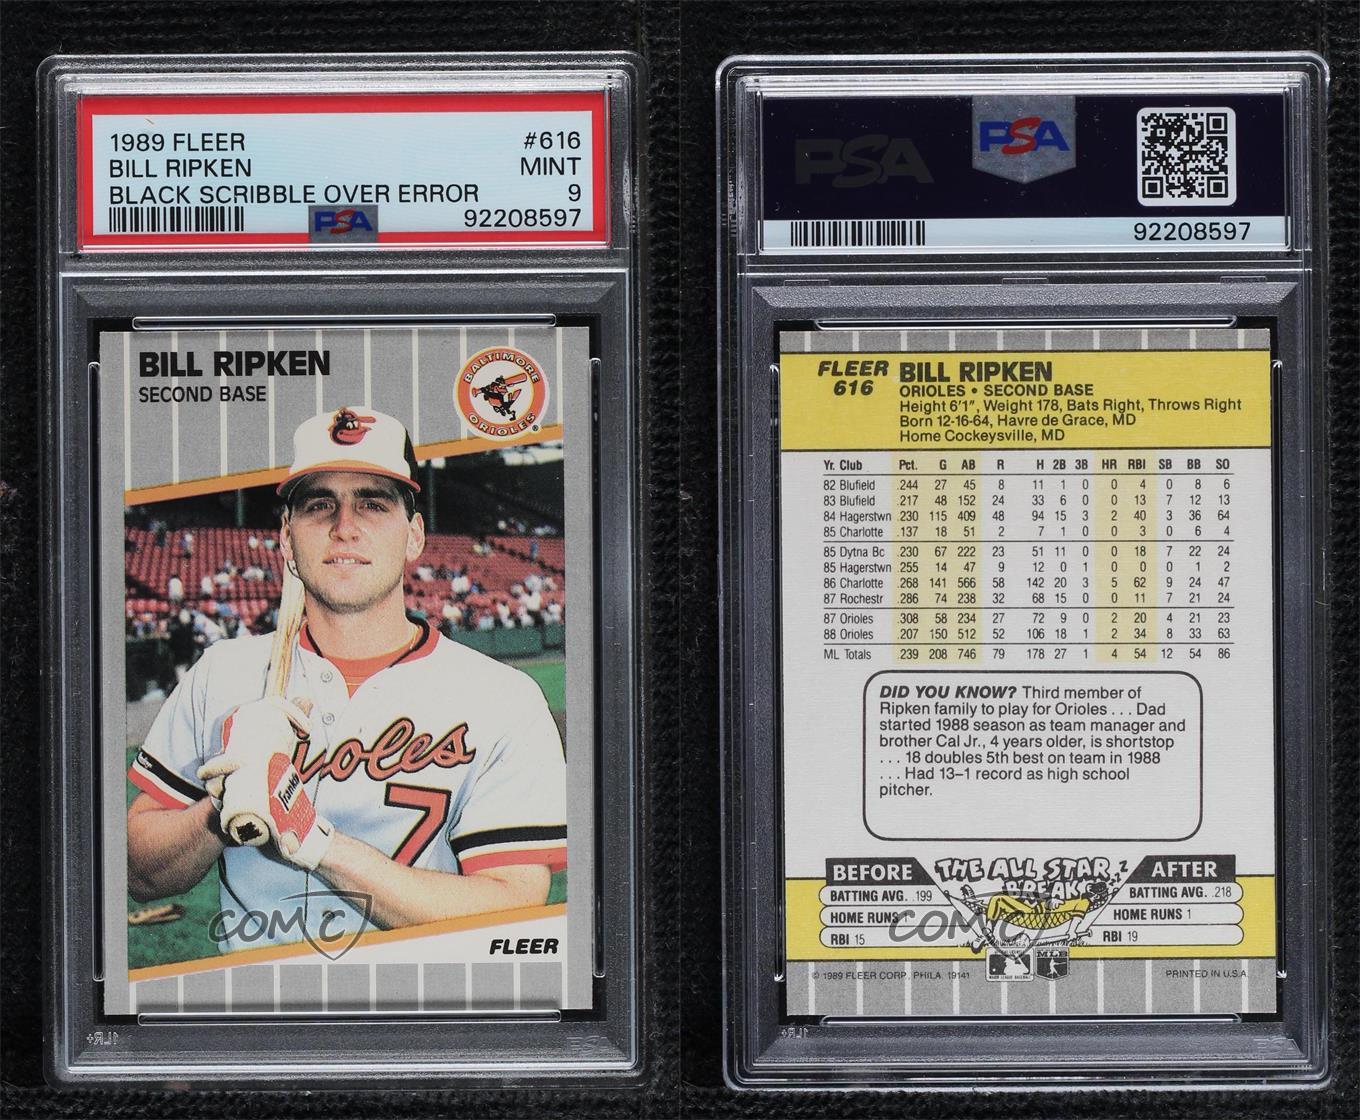 1989 FLEER #616
BILL RIPKEN MINT
BLACK SCRIBBLE OVER ERROR 9
PSA 92208597
BILL RIPKEN
SECOND BASE
BALTIMORE
ORIOLES
Orioles
7
Franklin
FLEER
COMC
1LR+
PSA
PSA
92208597
FLEER 616
BILL RIPKEN
ORIOLES • SECOND BASE
Height 6'1", Weight 178, Bats Right, Throws Right
Born 12-16-64, Havre de Grace, MD
Home Cockeysville, MD
Yr. Club Pct. G AB R H 2B 3B HR RBI SB BB SO
82 Blufield .244 27 45 8 11 1 0 0 4 0 8 6
83 Blufield .217 48 152 24 33 6 0 0 13 7 12 13
84 Hagerstwn .230 115 409 48 94 15 3 2 40 3 36 64
85 Charlotte .137 18 51 2 7 1 0 0 3 0 6 4
85 Dytna Bc .230 67 222 23 51 11 0 0 18 7 22 24
85 Hagerstwn .255 14 47 9 12 0 1 0 0 0 1 2
86 Charlotte .268 141 566 58 142 20 3 5 62 9 24 47
87 Rochestr .286 74 238 32 68 15 0 0 11 7 21 24
87 Orioles .308 58 234 27 72 9 0 2 20 4 21 23
88 Orioles .207 150 512 52 106 18 1 2 34 8 33 63
ML Totals .239 208 746 79 178 27 1 4 54 12 54 86
DID YOU KNOW? Third member of
Ripken family to play for Orioles . . . Dad
started 1988 season as team manager and
brother Cal Jr., 4 years older, is shortstop
. . . 18 doubles 5th best on team in 1988
. . . Had 13–1 record as high school
pitcher.
BEFORE THE ALL STAR BREAK AFTER
BATTING AVG. .199 BATTING AVG. .218
HOME RUNS 1 HOME RUNS 1
RBI 15 RBI 19
COMC
MLB
© 1989 FLEER CORP., PHILA. 19141 PRINTED IN U.S.A.
1LR+